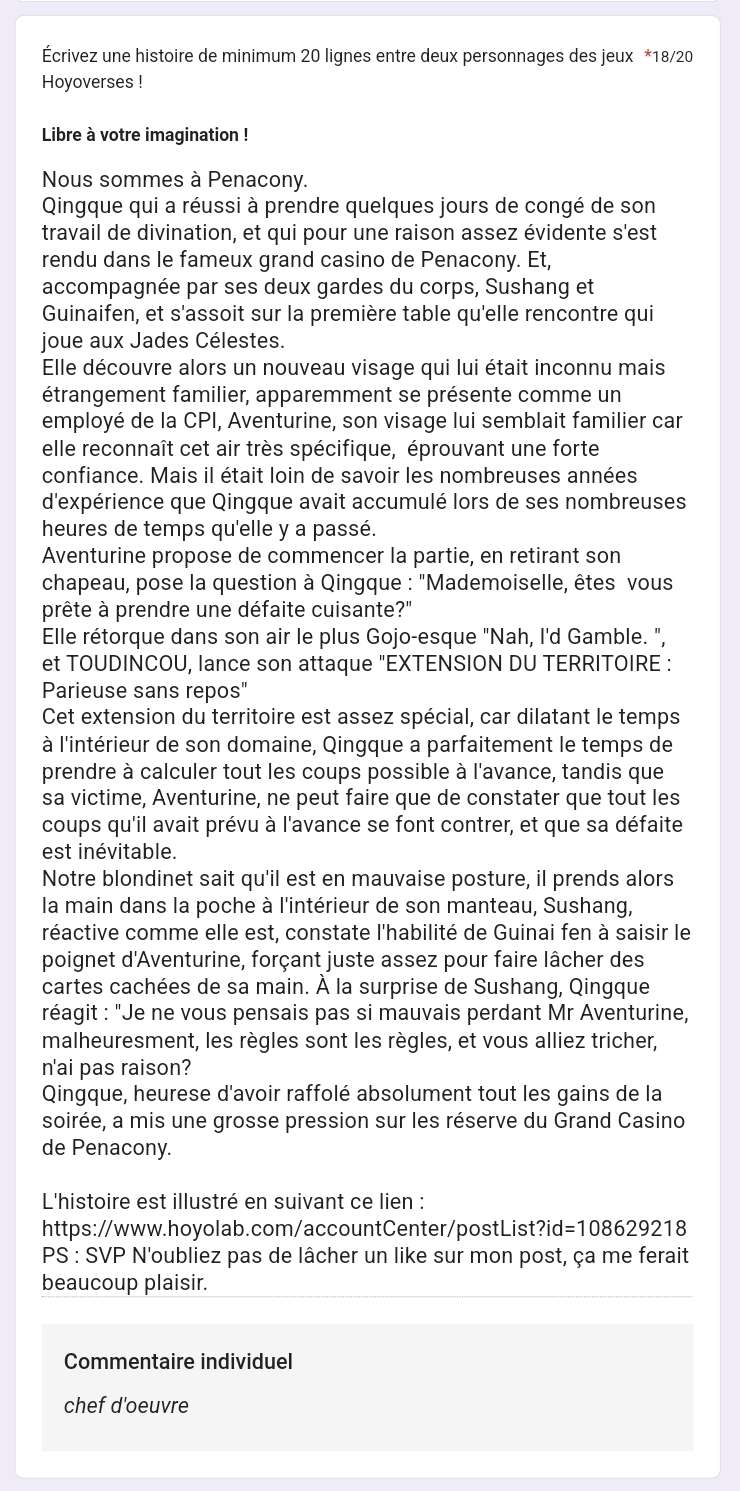 Écrivez une histoire de minimum 20 lignes entre deux personnages des jeux *18/20
Hoyoverses !
Libre à votre imagination !
Nous sommes à Penacony.
Qingque qui a réussi à prendre quelques jours de congé de son
travail de divination, et qui pour une raison assez évidente s'est
rendu dans le fameux grand casino de Penacony. Et,
accompagnée par ses deux gardes du corps, Sushang et
Guinaifen, et s'assoit sur la première table qu'elle rencontre qui
joue aux Jades Célestes.
Elle découvre alors un nouveau visage qui lui était inconnu mais
étrangement familier, apparemment se présente comme un
employé de la CPI, Aventurine, son visage lui semblait familier car
elle reconnaît cet air très spécifique,  éprouvant une forte
confiance. Mais il était loin de savoir les nombreuses années
d'expérience que Qingque avait accumulé lors de ses nombreuses
heures de temps qu'elle y a passé.
Aventurine propose de commencer la partie, en retirant son
chapeau, pose la question à Qingque : "Mademoiselle, êtes  vous
prête à prendre une défaite cuisante?"
Elle rétorque dans son air le plus Gojo-esque "Nah, I'd Gamble. ",
et TOUDINCOU, lance son attaque "EXTENSION DU TERRITOIRE :
Parieuse sans repos"
Cet extension du territoire est assez spécial, car dilatant le temps
à l'intérieur de son domaine, Qingque a parfaitement le temps de
prendre à calculer tout les coups possible à l'avance, tandis que
sa victime, Aventurine, ne peut faire que de constater que tout les
coups qu'il avait prévu à l'avance se font contrer, et que sa défaite
est inévitable.
Notre blondinet sait qu'il est en mauvaise posture, il prends alors
la main dans la poche à l'intérieur de son manteau, Sushang,
réactive comme elle est, constate l'habilité de Guinai fen à saisir le
poignet d'Aventurine, forçant juste assez pour faire lâcher des
cartes cachées de sa main. À la surprise de Sushang, Qingque
réagit : "Je ne vous pensais pas si mauvais perdant Mr Aventurine,
malheuresment, les règles sont les règles, et vous alliez tricher,
n'ai pas raison?
Qingque, heurese d'avoir raffolé absolument tout les gains de la
soirée, a mis une grosse pression sur les réserve du Grand Casino
de Penacony.
L'histoire est illustré en suivant ce lien :
https://www.hoyolab.com/accountCenter/postList?id=108629218
PS : SVP N'oubliez pas de lâcher un like sur mon post, ça me ferait
beaucoup plaisir.
Commentaire individuel
chef d'oeuvre